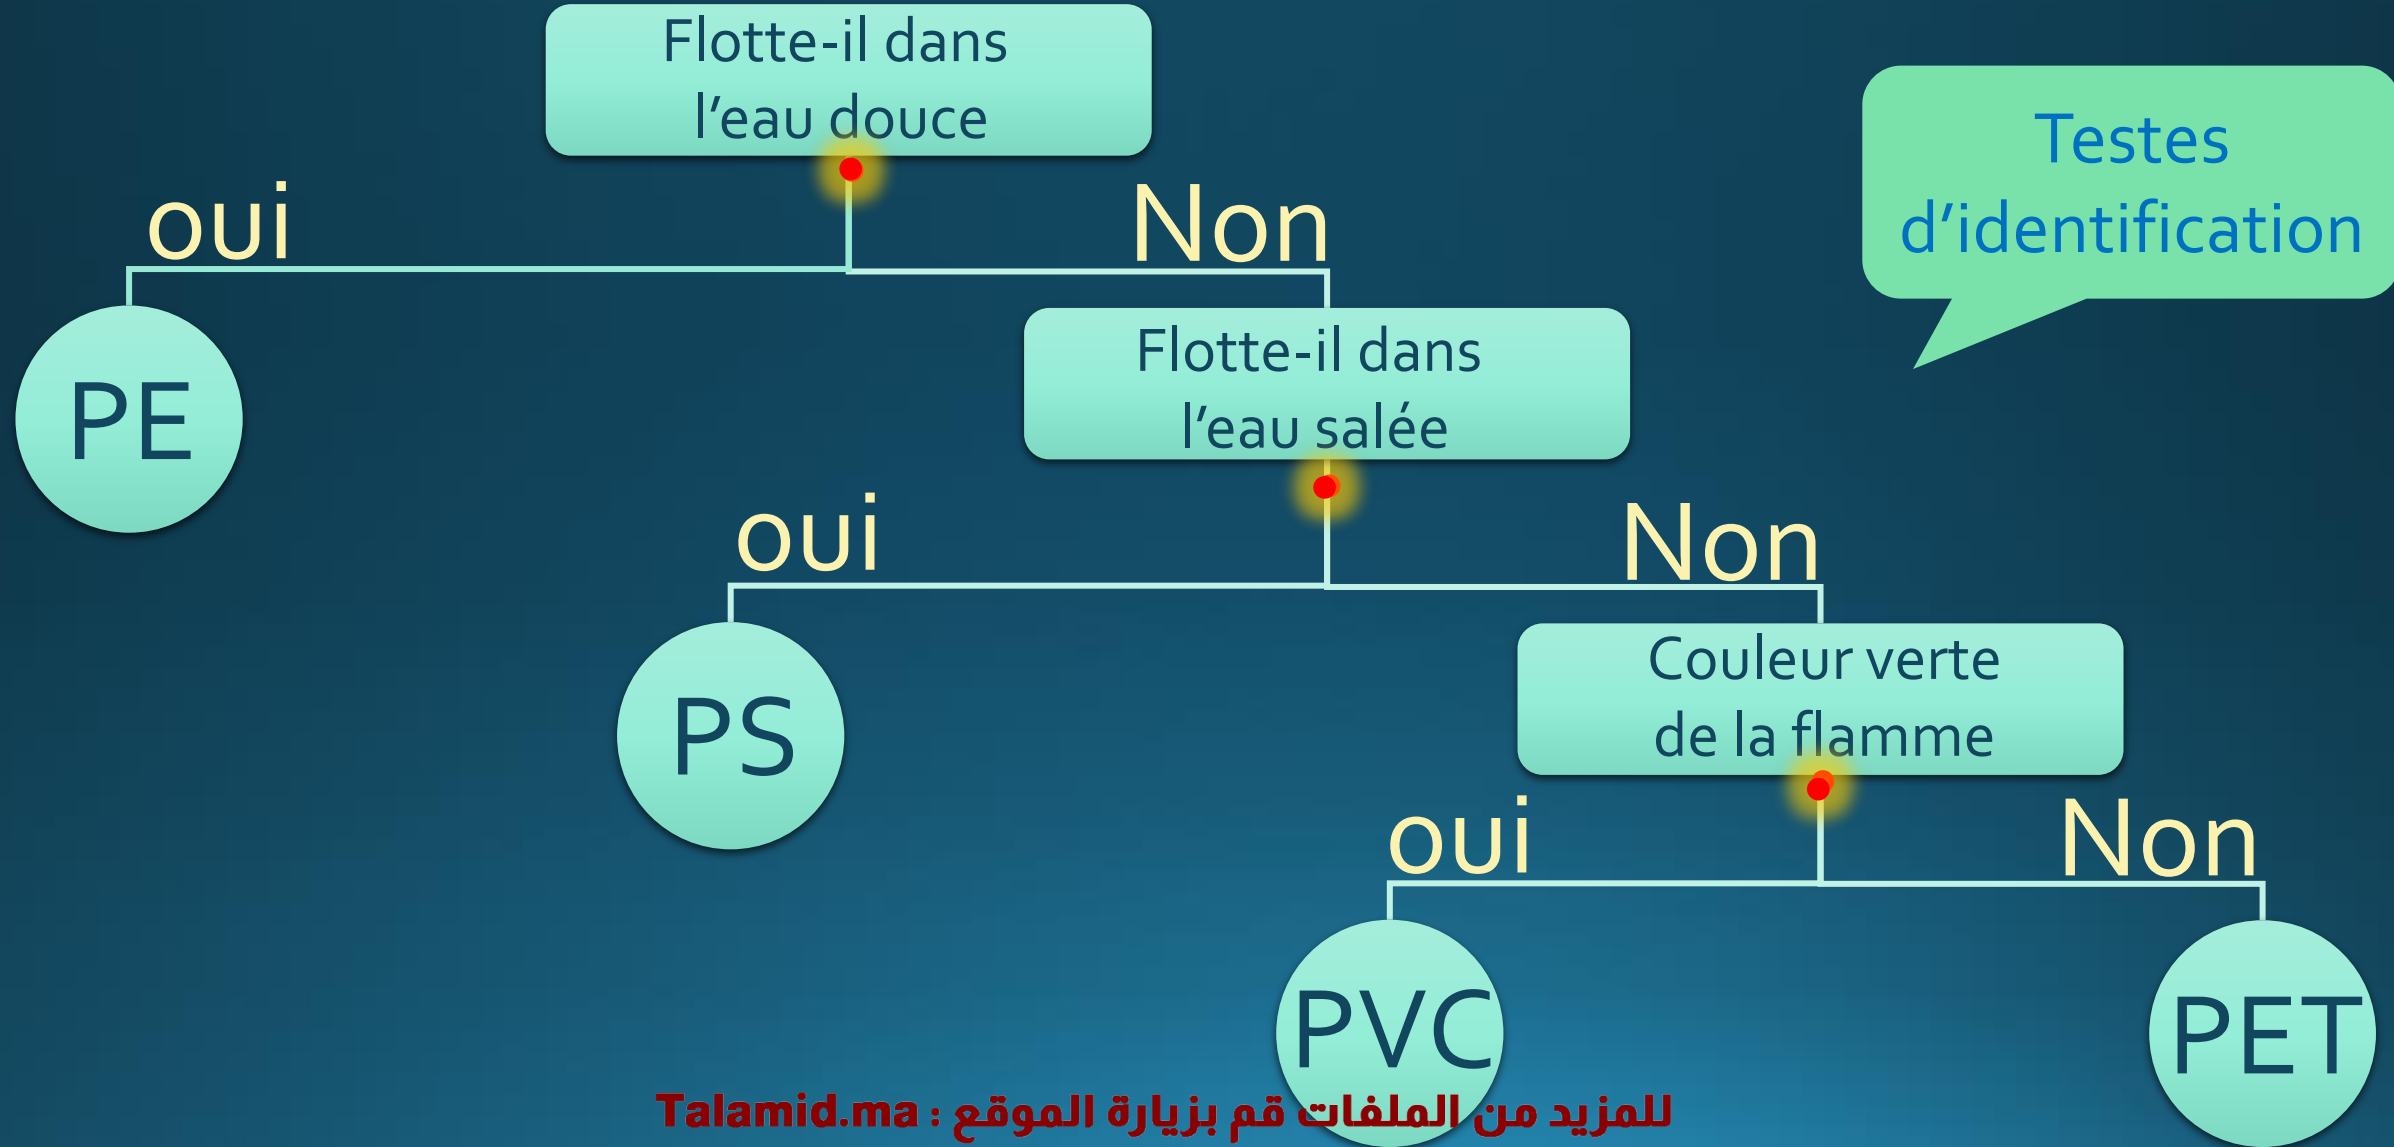 Flotte-il dans
l’eau douce
Testes
d’identification
oui
Non
PE
Flotte-il dans
l’eau salée
oui
Non
PS
Couleur verte
de la flamme
oui
Non
PVC
PET
للمزيد من الملفات قم بزيارة الموقع : Talamid.ma